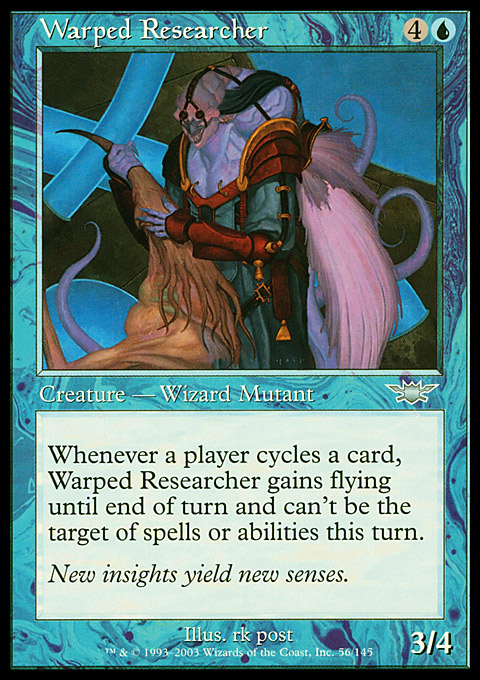 Warped Researcher 4
Creature — Wizard Mutant
Whenever a player cycles a card,
Warped Researcher gains flying
until end of turn and can't be the
target of spells or abilities this turn.
New insights yield new senses.
Illus. rk post
™ & © 1993-2003 Wizards of the Coast, Inc. 56/145
3/4